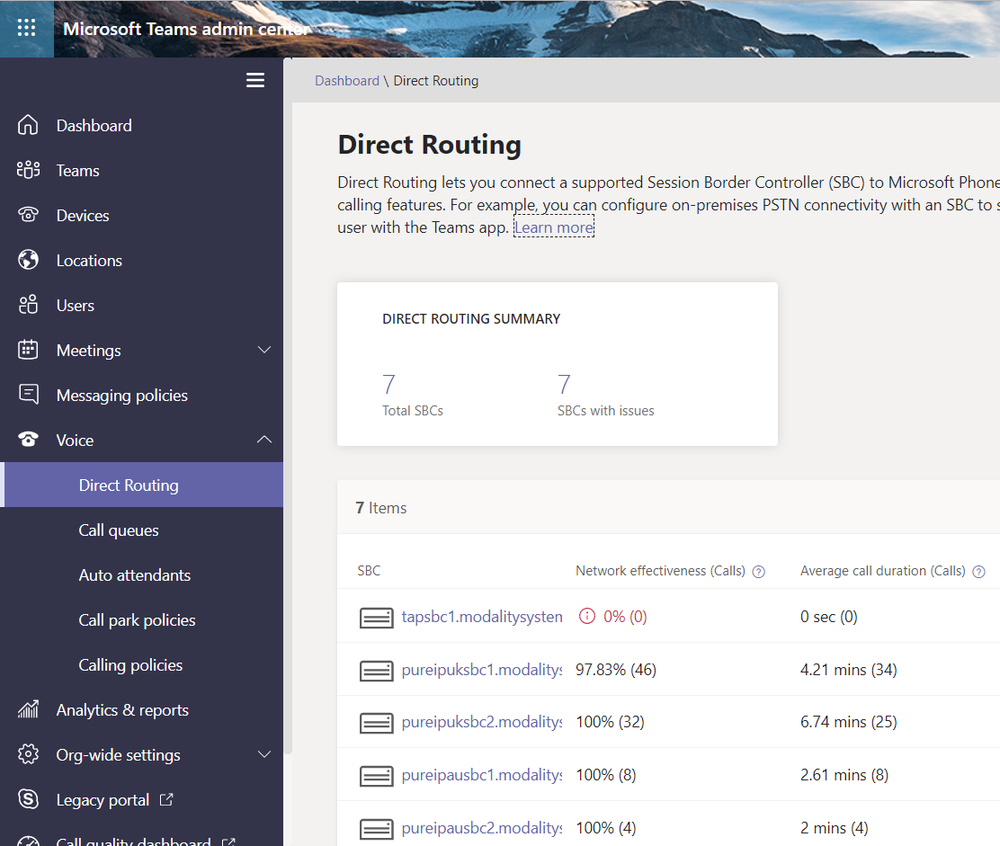 Microsoft Teams admin center
Dashboard \ Direct Routing
Dashboard
Teams
Devices
Locations
Users
Meetings
Messaging policies
Voice
Direct Routing
Call queues
Auto attendants
Call park policies
Calling policies
Analytics & reports
Org-wide settings
Legacy portal
Call quality dashboard
Direct Routing
Direct Routing lets you connect a supported Session Border Controller (SBC) to Microsoft Phone
calling features. For example, you can configure on-premises PSTN connectivity with an SBC to s
user with the Teams app. Learn more
DIRECT ROUTING SUMMARY
7 7
Total SBCs SBCs with issues
7 Items
SBC Network effectiveness (Calls) Average call duration (Calls)
tapsbc1.modalitysysten 0% (0) 0 sec (0)
pureipuksbc1.modalitys 97.83% (46) 4.21 mins (34)
pureipuksbc2.modalitys 100% (32) 6.74 mins (25)
pureipausbc1.modalitys 100% (8) 2.61 mins (8)
pureipausbc2.modalitys 100% (4) 2 mins (4)